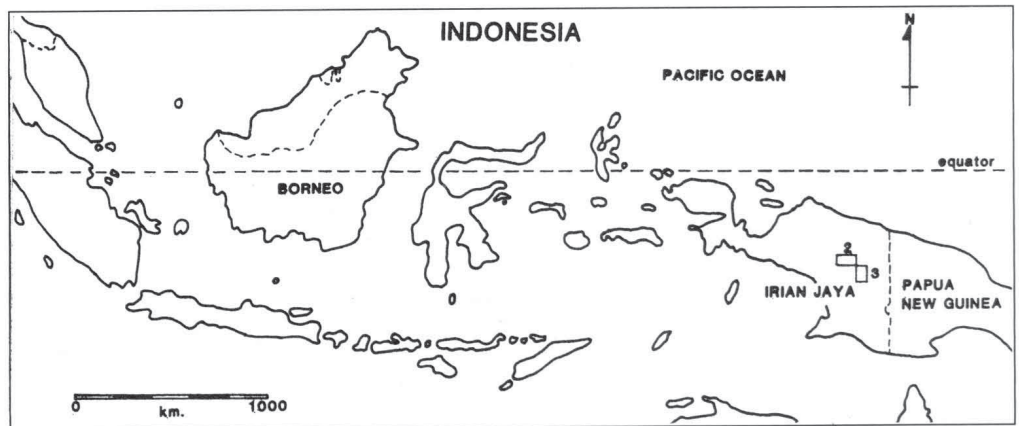 INDONESIA
N
PACIFIC OCEAN
equator
BORNEO
2
3
IRIAN JAYA
PAPUA
NEW GUINEA
0 1000
km.